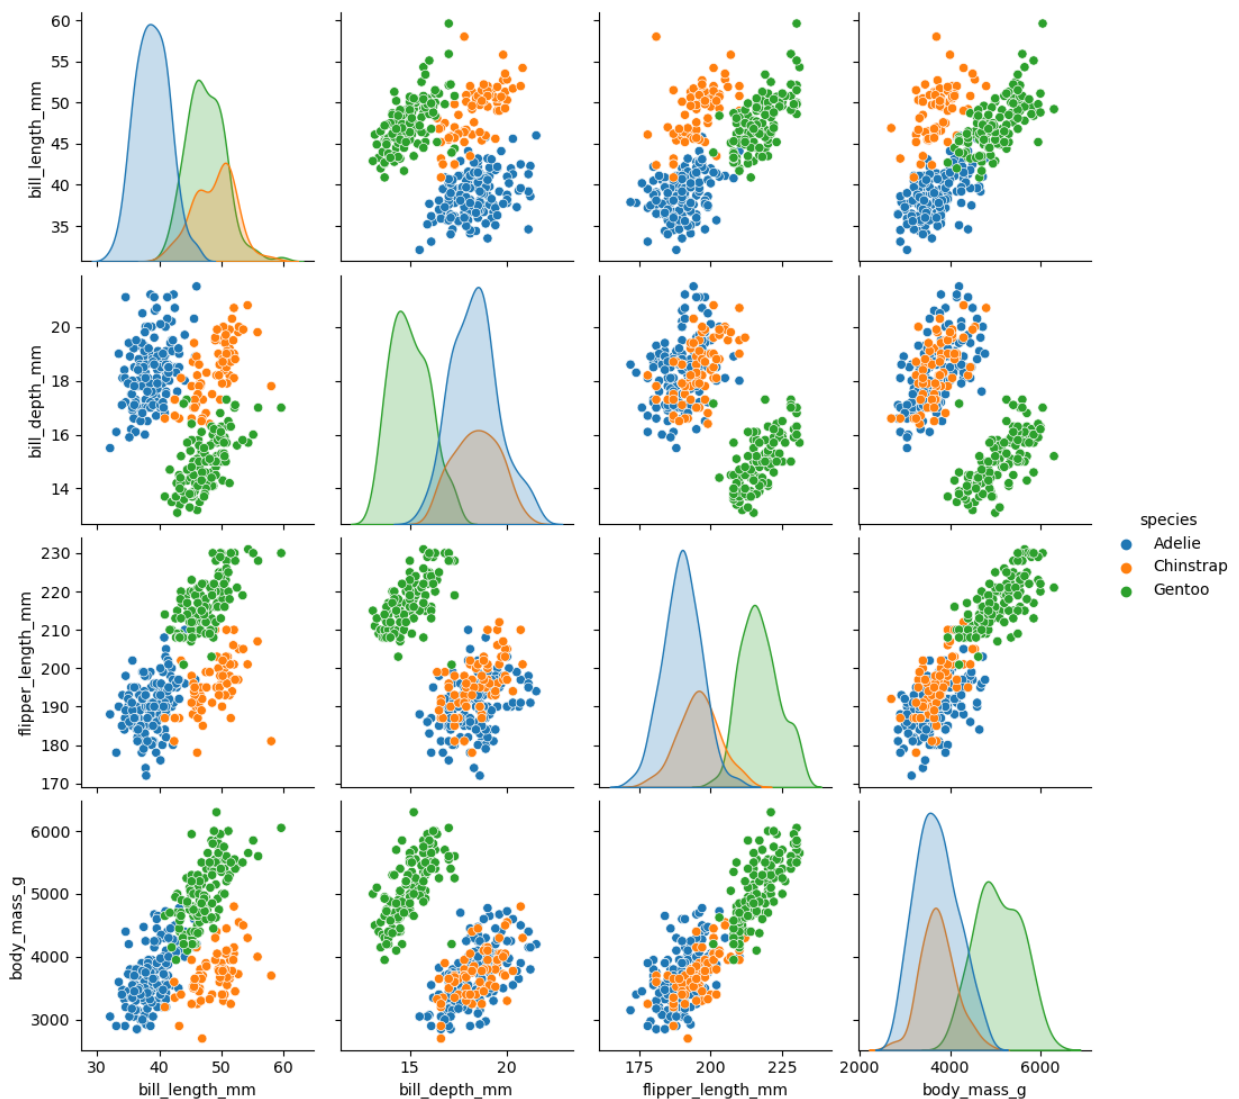 60
55
50
45
40
35
bill_length_mm
20
18
16
14
bill_depth_mm
230
220
210
200
190
180
170
flipper_length_mm
6000
5000
4000
3000
body_mass_g
30 40 50 60
bill_length_mm
15 20
bill_depth_mm
175 200 225
flipper_length_mm
2000 4000 6000
body_mass_g
species
Adelie
Chinstrap
Gentoo